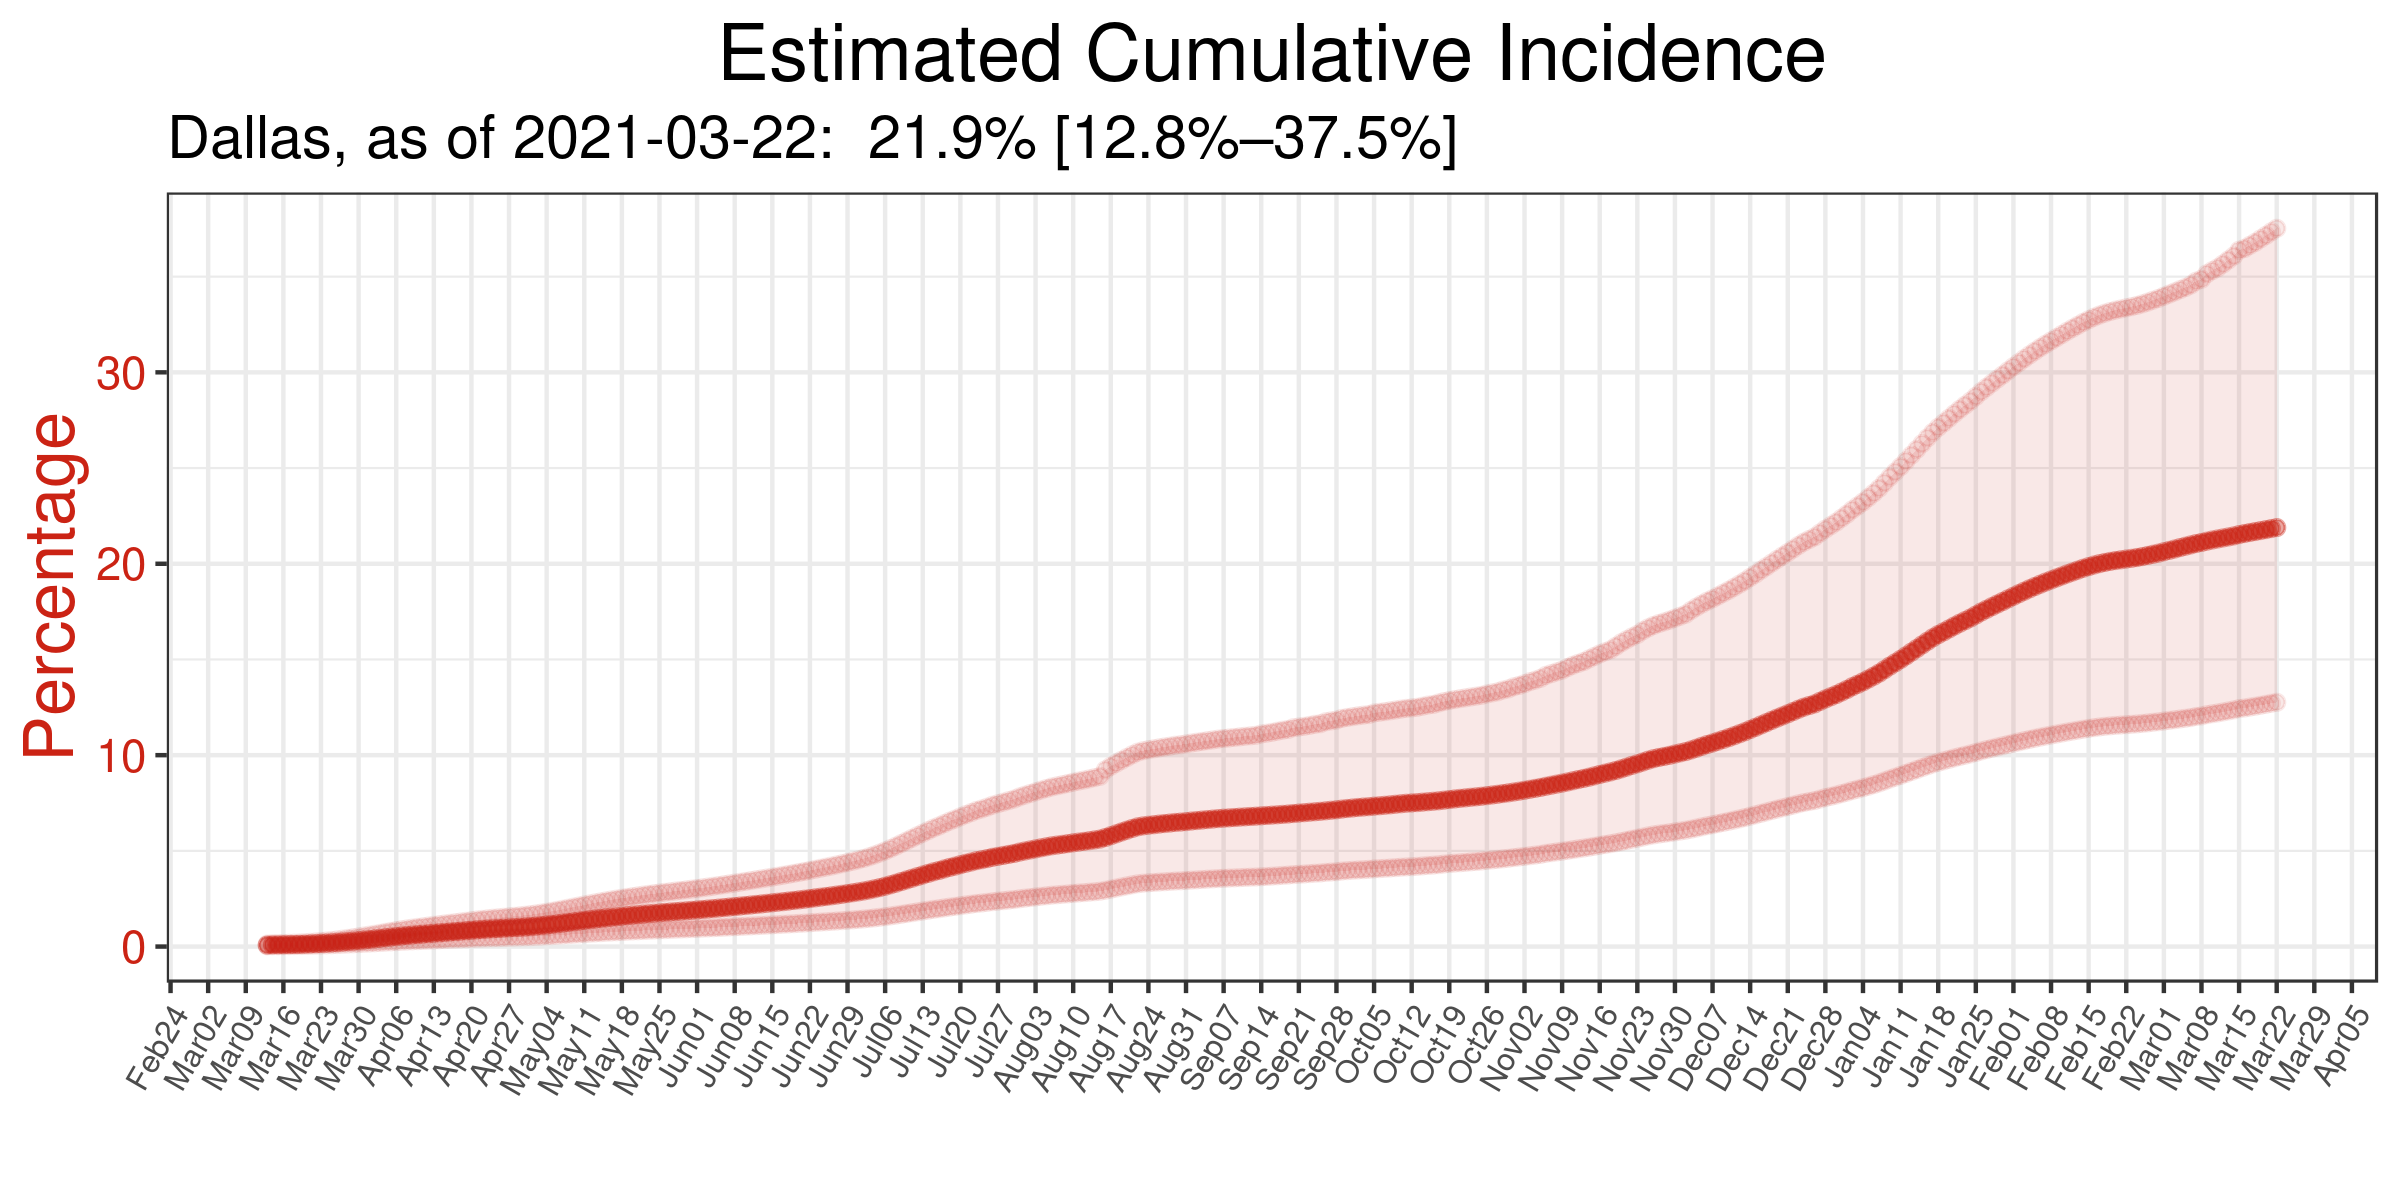 Estimated Cumulative Incidence
Dallas, as of 2021-03-22:  21.9% [12.8%–37.5%]
Percentage
30
20
10
0
Feb24 Mar02 Mar09 Mar16 Mar23 Mar30 Apr06 Apr13 Apr20 Apr27 May04 May11 May18 May25 Jun01 Jun08 Jun15 Jun22 Jun29 Jul06 Jul13 Jul20 Jul27 Aug03 Aug10 Aug17 Aug24 Aug31 Sep07 Sep14 Sep21 Sep28 Oct05 Oct12 Oct19 Oct26 Nov02 Nov09 Nov16 Nov23 Nov30 Dec07 Dec14 Dec21 Dec28 Jan04 Jan11 Jan18 Jan25 Feb01 Feb08 Feb15 Feb22 Mar01 Mar08 Mar15 Mar22 Mar29 Apr05